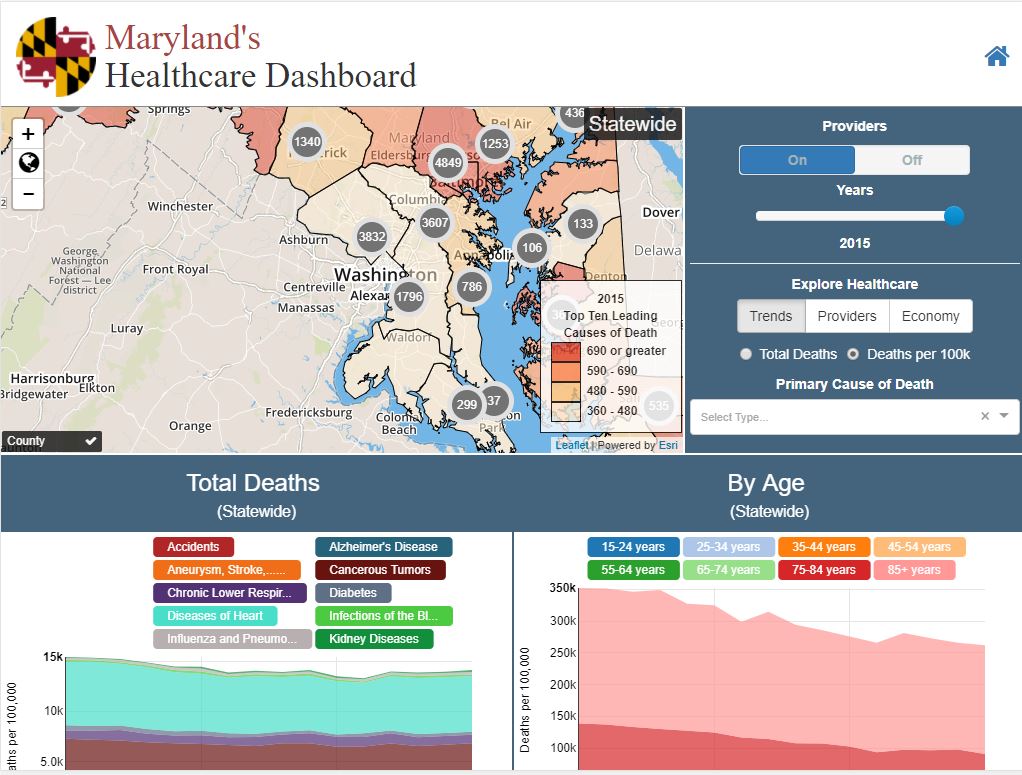 Maryland's
Healthcare Dashboard
Springs
436
Statewide
Bel Air
+
1340
1253
Maryland
Eldersburg
4849
−
Winchester
Columbia
3607
133
Dover
3832
Ashburn
106
Delawa
George
Washington
National
Forest — Lee
district
Front Royal
Washington
Denton
Centreville
786
1796
Manassas
Luray
Waldorf
Harrisonburg
Elkton
Bridgewater
Fredericksburg
299
37
535
Orange
Colonial
Beach
County
2015
Top Ten Leading
Causes of Death
690 or greater
590 - 690
480 - 590
360 - 480
Leaflet | Powered by Esri
Providers
On Off
Years
2015
Explore Healthcare
Trends Providers Economy
Total Deaths Deaths per 100k
Primary Cause of Death
Select Type...
Total Deaths
(Statewide)
Accidents Alzheimer's Disease
Aneurysm, Stroke,...... Cancerous Tumors
Chronic Lower Respir... Diabetes
Diseases of Heart Infections of the Bl...
Influenza and Pneumo... Kidney Diseases
15k
10k
5.0k
aths per 100,000
By Age
(Statewide)
15-24 years 25-34 years 35-44 years 45-54 years
55-64 years 65-74 years 75-84 years 85+ years
350k
300k
250k
200k
150k
100k
Deaths per 100,000